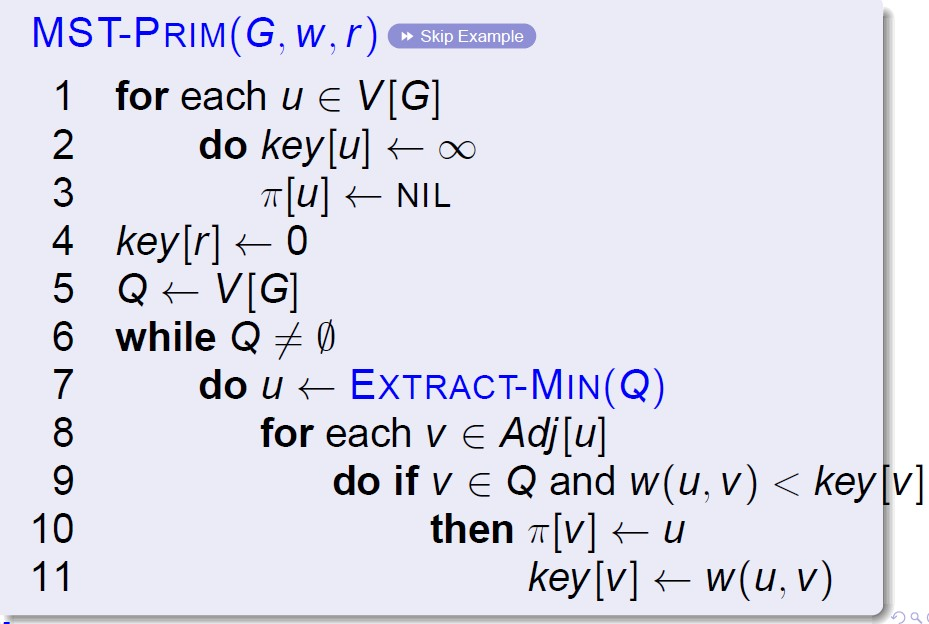 MST-PRIM(G, w, r) Skip Example
1 for each u ∈ V[G]
2 do key[u] ← ∞
3 π[u] ← NIL
4 key[r] ← 0
5 Q ← V[G]
6 while Q ≠ ∅
7 do u ← EXTRACT-MIN(Q)
8 for each v ∈ Adj[u]
9 do if v ∈ Q and w(u, v) < key[v]
10 then π[v] ← u
11 key[v] ← w(u, v)